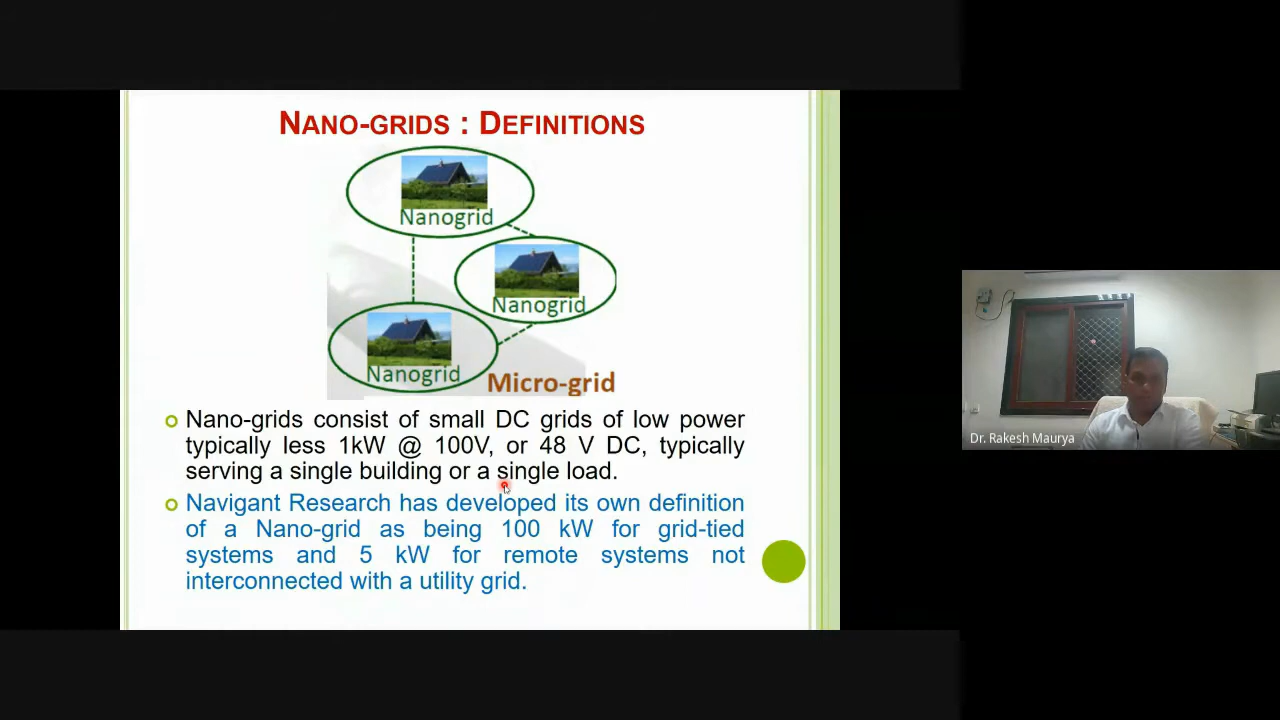 NANO-GRIDS : DEFINITIONS
Nanogrid
Nanogrid
Nanogrid
Micro-grid
Nano-grids consist of small DC grids of low power
typically less 1kW @ 100V, or 48 V DC, typically
serving a single building or a single load.
Navigant Research has developed its own definition
of a Nano-grid as being 100 kW for grid-tied
systems and 5 kW for remote systems not
interconnected with a utility grid.
Dr. Rakesh Maurya